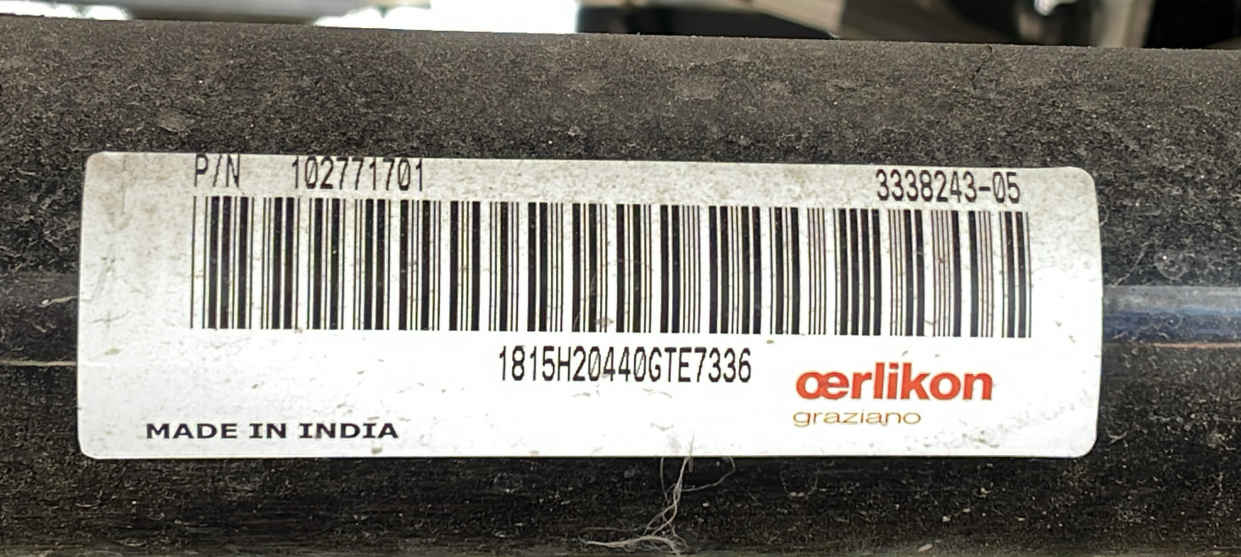 P/N 102771701 3338243-05
1815H20440GTE7336
œrlikon
graziano
MADE IN INDIA